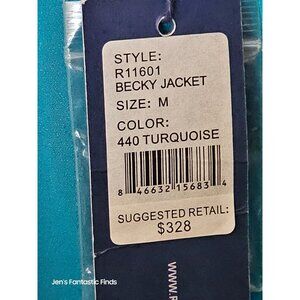 STYLE:
R11601
BECKY JACKET
SIZE: M
COLOR:
440 TURQUOISE
8 46632 15683 4
SUGGESTED RETAIL:
$328
Jen's Fantastic Finds